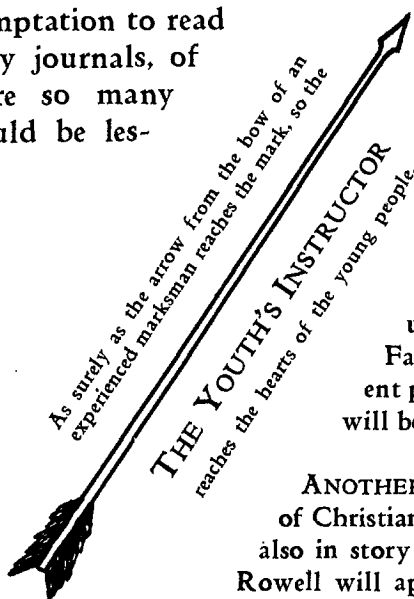 mptation to read
y journals, of
re so many
uld be les-
As surely as the arrow from the bow of an
experienced marksman reaches the mark, so the
THE YOUTH'S INSTRUCTOR
reaches the hearts of the young people.
u
Fa
ent p
will be
ANOTHER
of Christian
also in story
Rowell will ap